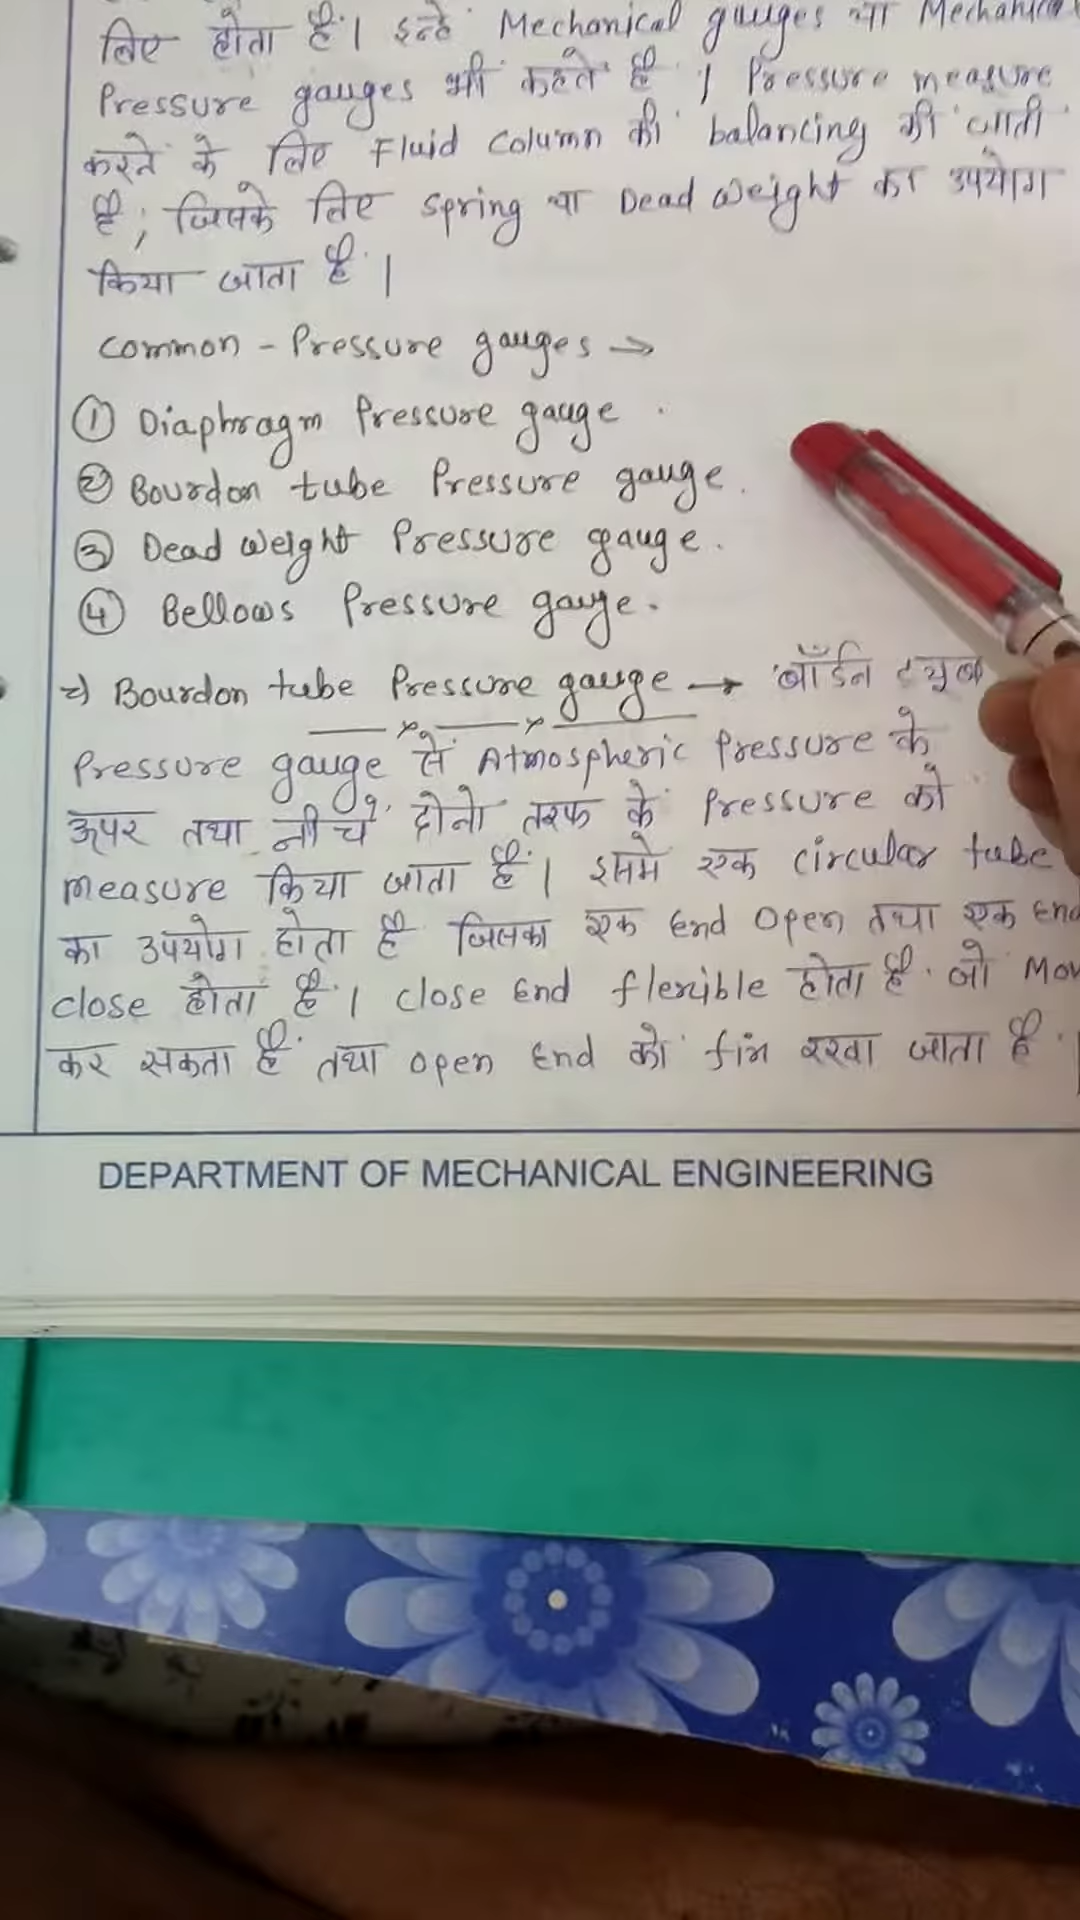 लिए होता है। इन्हे Mechanical gauges या Mechanical
Pressure gauges भी कहते है । Pressure measure
करने के लिए Fluid Column की balancing की जाती
है, जिसके लिए Spring या Dead weight का उपयोग
किया जाता है ।
Common - Pressure gauges →
① Diaphragm Pressure gauge .
② Bourdon tube Pressure gauge.
③ Dead weight Pressure gauge.
④ Bellows Pressure gauge.
2) Bourdon tube Pressure gauge → बॉर्डन ट्यूब
Pressure gauge से Atmospheric Pressure के
ऊपर तथा नीचे दोनो तरफ के Pressure को
measure किया जाता है। इसमे एक circular tube
का उपयोग होता है जिसका एक End Open तथा एक End
close होता है। close End flexible होता है जो Mov
कर सकता है तथा open End को fix रखा जाता है ।
DEPARTMENT OF MECHANICAL ENGINEERING